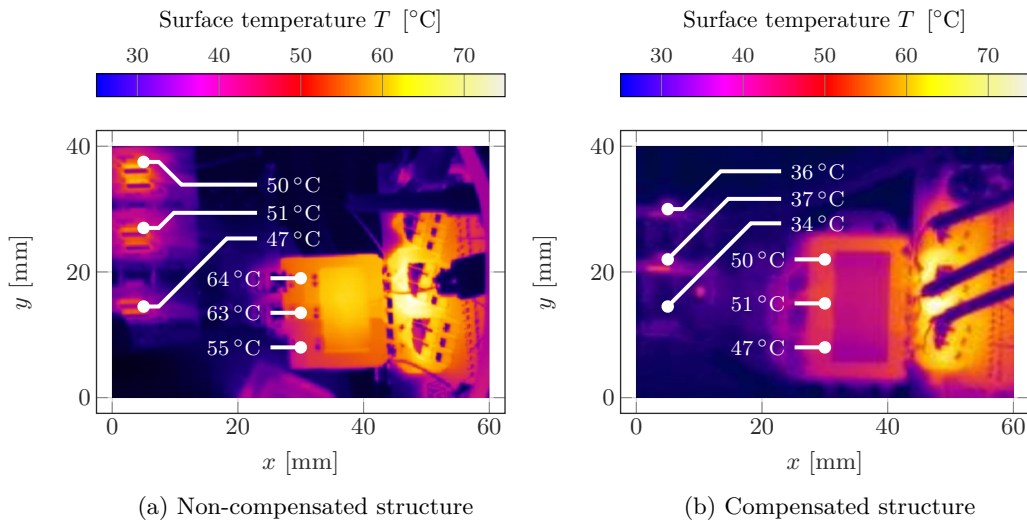 Surface temperature T [°C]
30 40 50 60 70
40
20
0
y [mm]
50 °C
51 °C
47 °C
64 °C
63 °C
55 °C
0 20 40 60
x [mm]
(a) Non-compensated structure
Surface temperature T [°C]
30 40 50 60 70
40
20
0
y [mm]
36 °C
37 °C
34 °C
50 °C
51 °C
47 °C
0 20 40 60
x [mm]
(b) Compensated structure